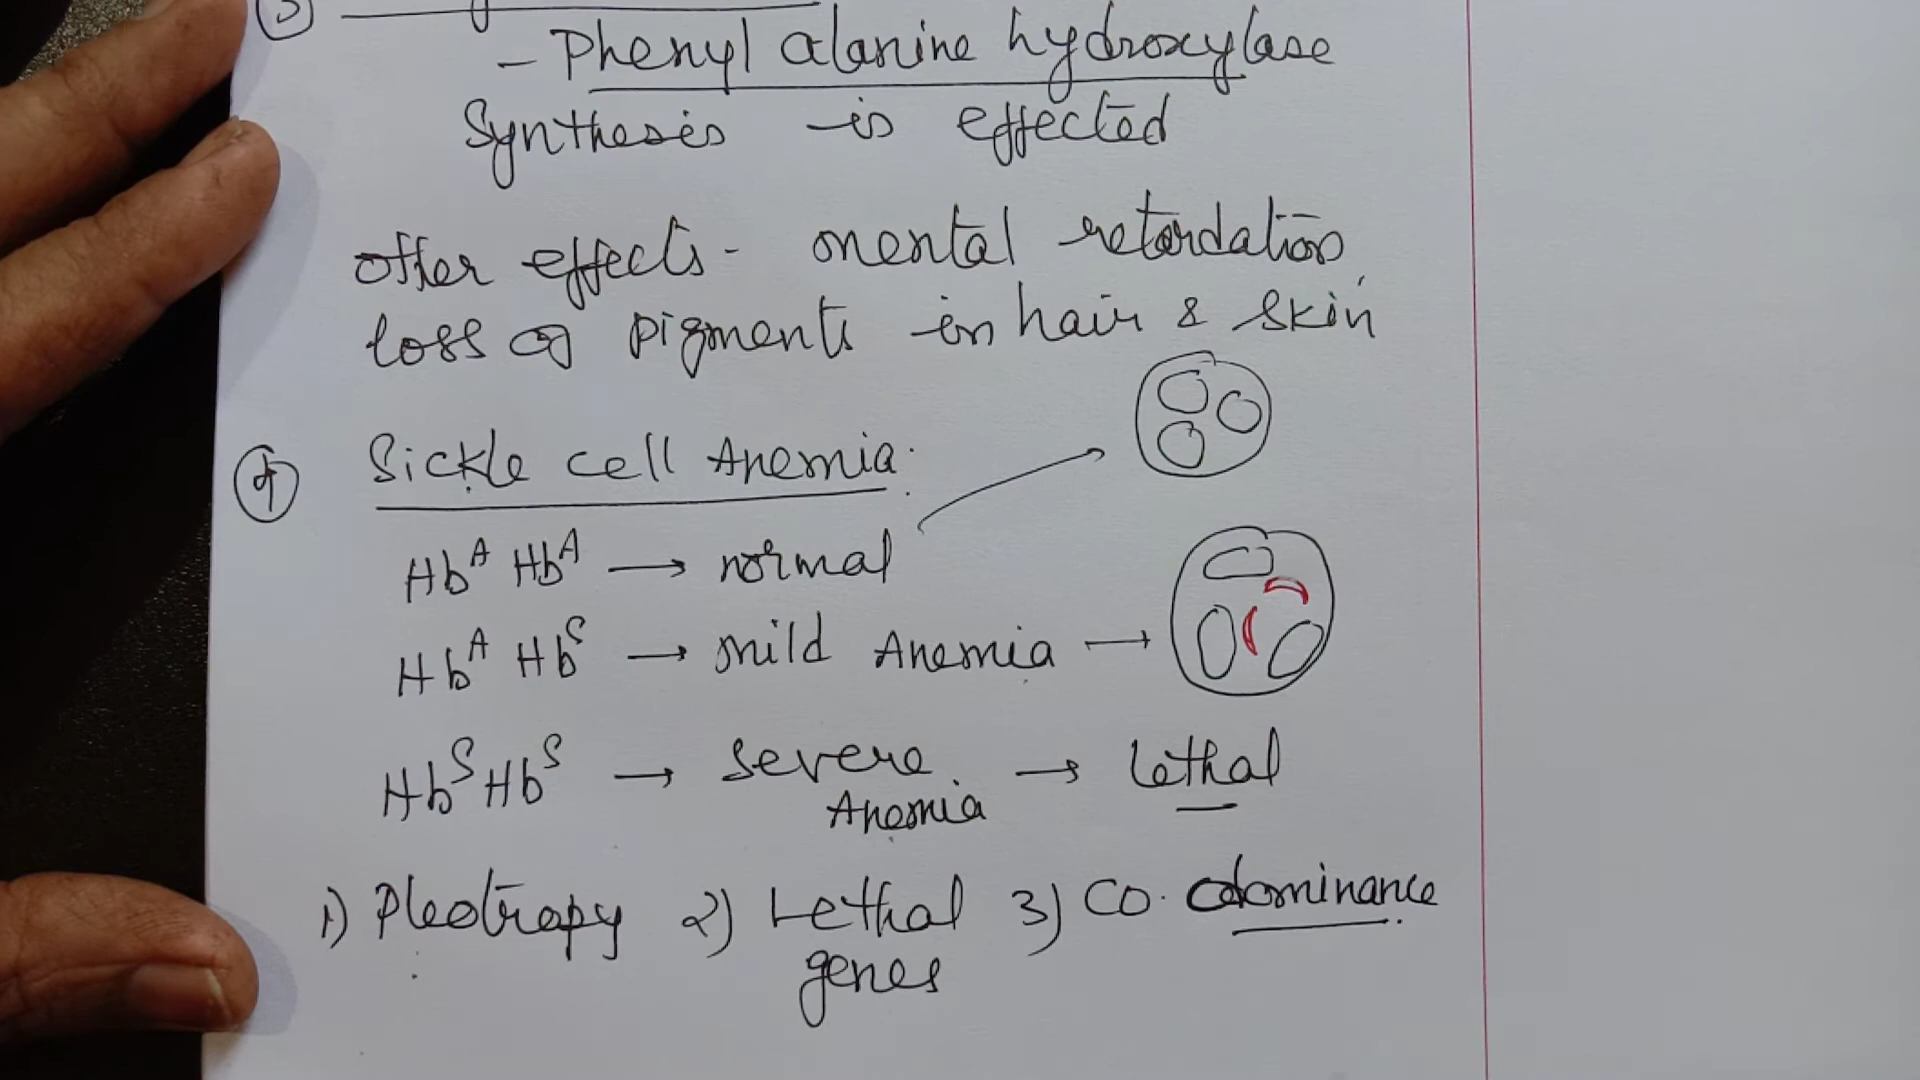 3)
- Phenyl alanine hydroxylase
Synthesis is effected
other effects - mental retardation,
loss of pigments in hair & skin
4) Sickle cell Anemia:
Hb^A Hb^A → normal
Hb^A Hb^S → mild Anemia →
Hb^S Hb^S → severe Anemia → Lethal
1) Pleotrapy 2) Lethal genes 3) Co. dominance